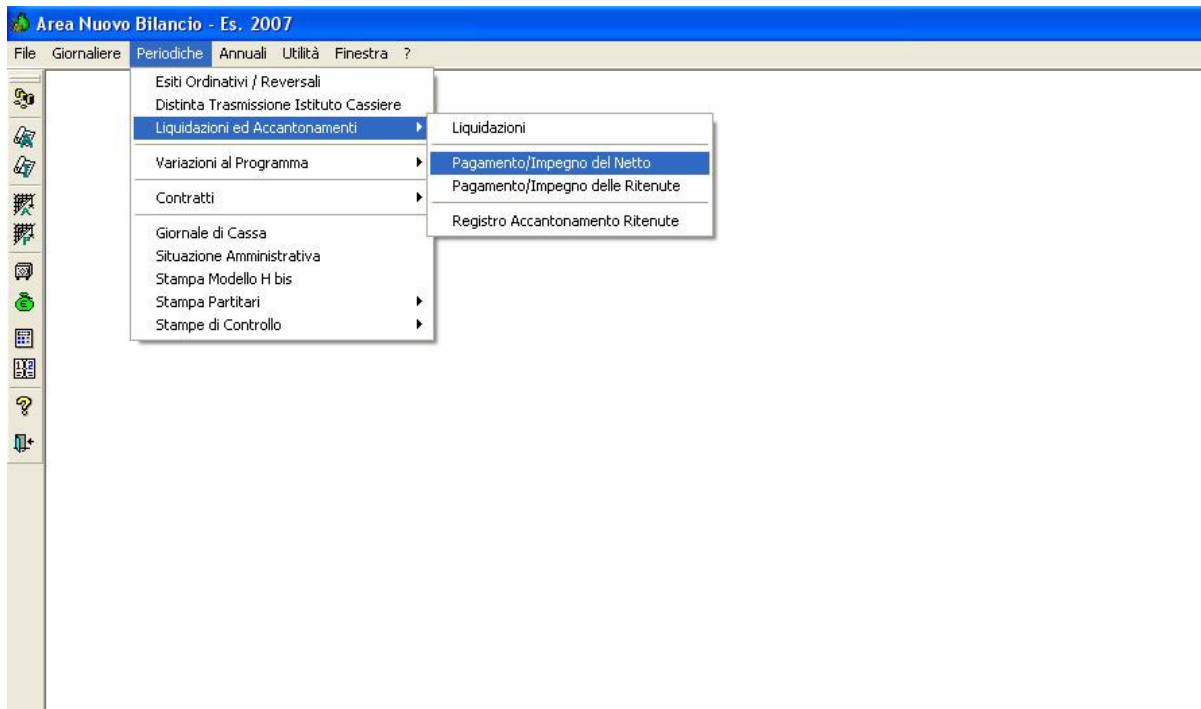 Area Nuovo Bilancio - Es. 2007
File Giornaliere Periodiche Annuali Utilità Finestra ?
Esiti Ordinativi / Reversali
Distinta Trasmissione Istituto Cassiere
Liquidazioni ed Accantonamenti
Liquidazioni
Variazioni al Programma
Pagamento/Impegno del Netto
Pagamento/Impegno delle Ritenute
Contratti
Registro Accantonamento Ritenute
Giornale di Cassa
Situazione Amministrativa
Stampa Modello H bis
Stampa Partitari
Stampe di Controllo